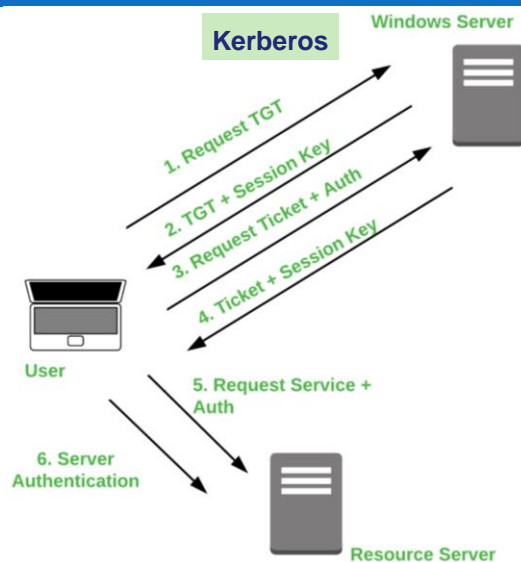 Kerberos
Windows Server
1. Request TGT
2. TGT + Session Key
3. Request Ticket + Auth
4. Ticket + Session Key
User
5. Request Service +
Auth
6. Server
Authentication
Resource Server